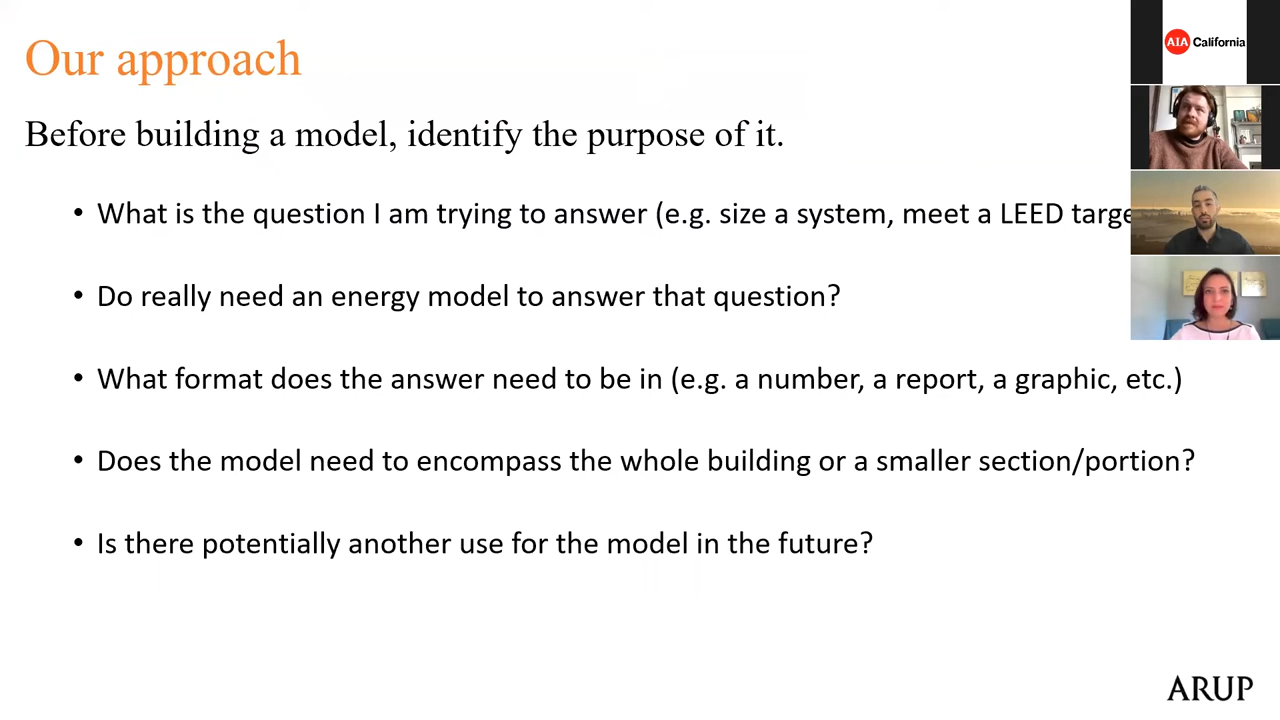 Our approach
AIA California
Before building a model, identify the purpose of it.
• What is the question I am trying to answer (e.g. size a system, meet a LEED
• Do really need an energy model to answer that question?
• What format does the answer need to be in (e.g. a number, a report, a graphic, etc.)
• Does the model need to encompass the whole building or a smaller section/portion?
• Is there potentially another use for the model in the future?
ARUP